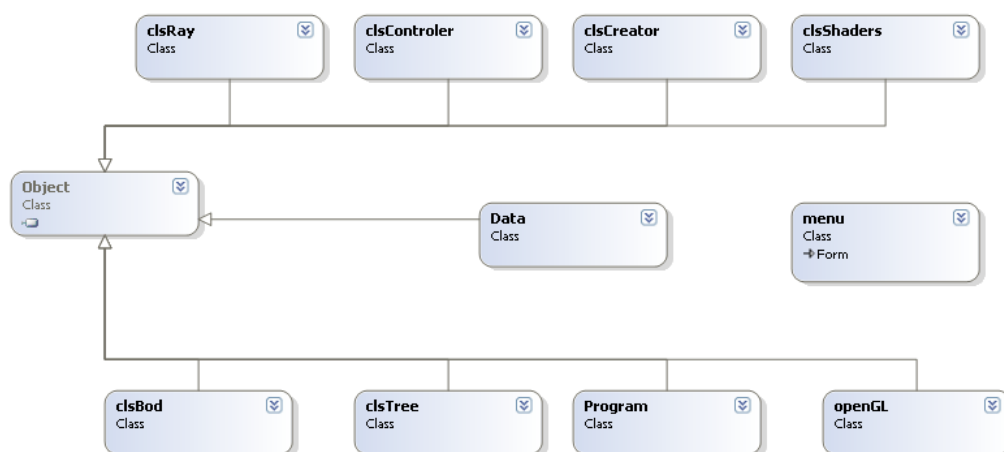 clsRay
Class
clsControler
Class
clsCreator
Class
clsShaders
Class
Object
Class
Data
Class
menu
Class
Form
clsBod
Class
clsTree
Class
Program
Class
openGL
Class